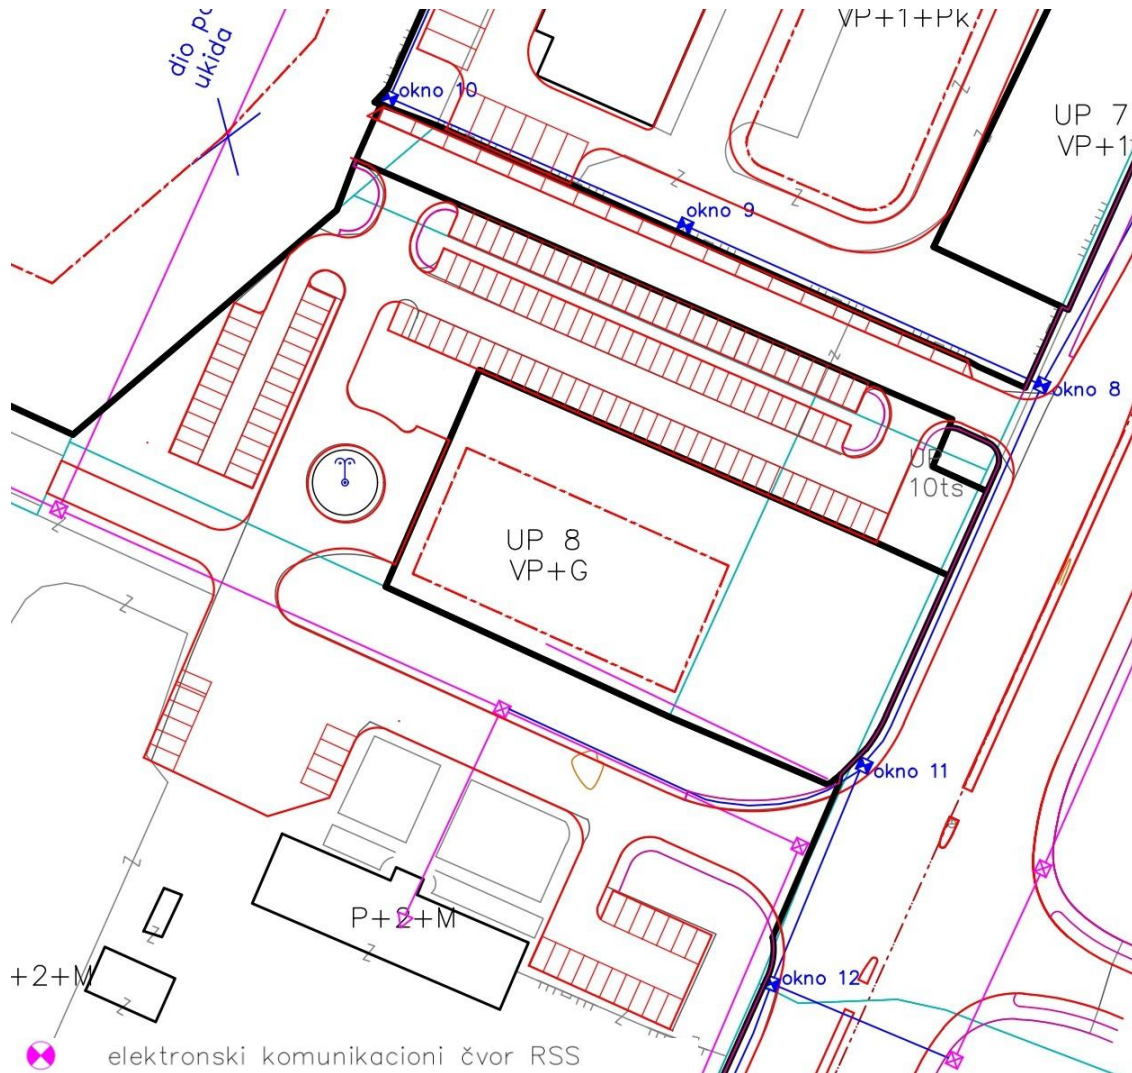 dio po
ukida
VP+1+Pk
okno 10
UP 7
VP+1
okno 9
okno 8
UP
10ts
UP 8
VP+G
okno 11
P+2+M
okno 12
+2+M
elektronski komunikacioni čvor RSS